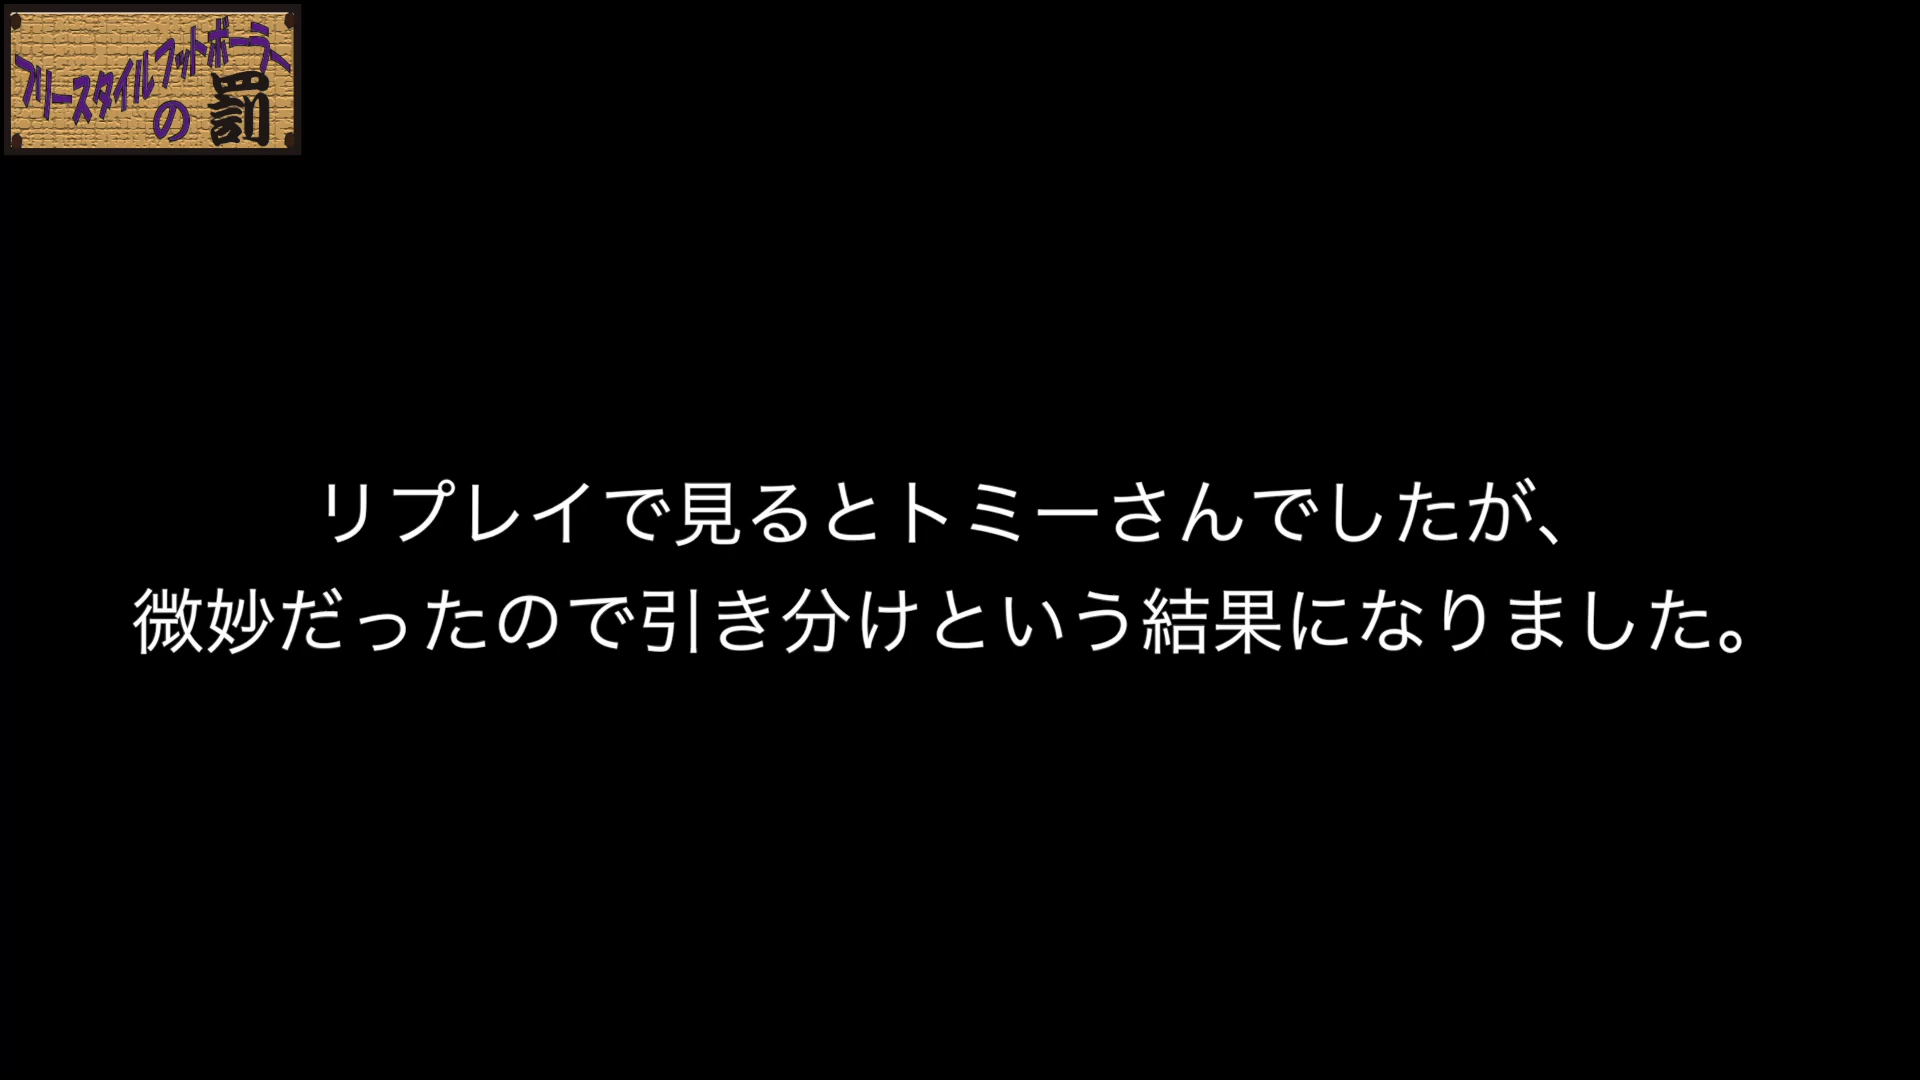 フリースタイルフットボーラー
の罰
リプレイで見るとトミーさんでしたが、
微妙だったので引き分けという結果になりました。